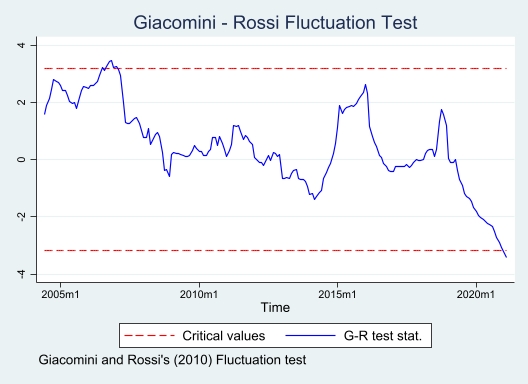 Giacomini - Rossi Fluctuation Test
4
2
0
-2
-4
2005m1 2010m1 2015m1 2020m1
Time
Critical values G-R test stat.
Giacomini and Rossi's (2010) Fluctuation test